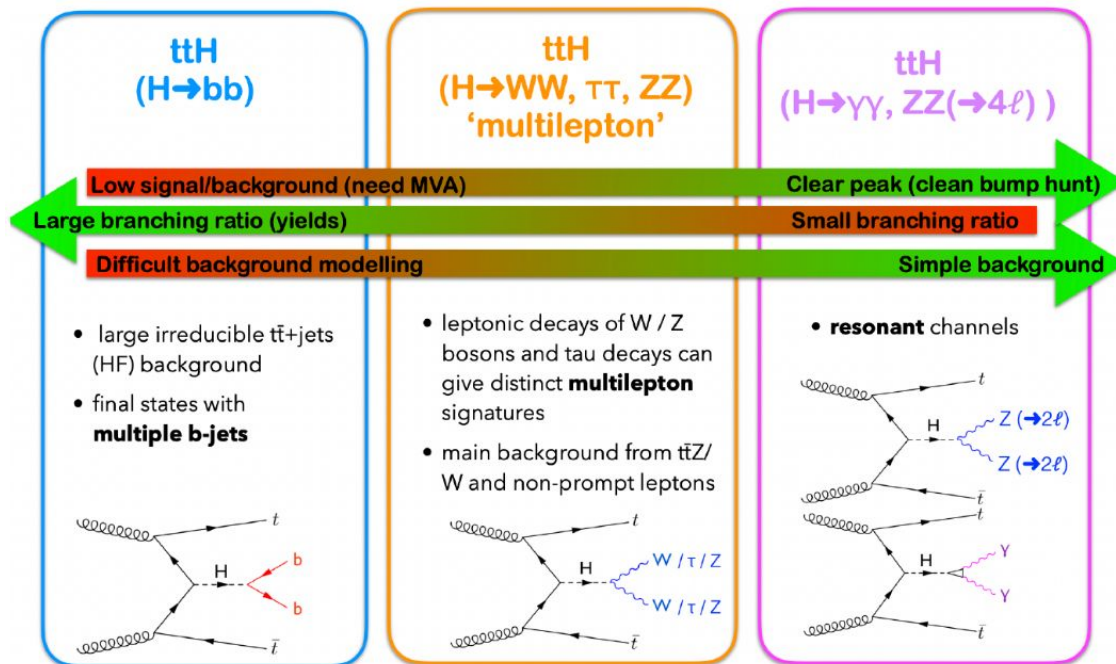 ttH
(H➔bb)
ttH
(H➔WW, ττ, ZZ)
‘multilepton’
ttH
(H➔γγ, ZZ(➔4ℓ) )
Low signal/background (need MVA)
Clear peak (clean bump hunt)
Large branching ratio (yields)
Small branching ratio
Difficult background modelling
Simple background
• large irreducible tt̄+jets
(HF) background
• final states with
multiple b-jets
t
H
b
b
t̄
• leptonic decays of W / Z
bosons and tau decays can
give distinct multilepton
signatures
• main background from tt̄Z/
W and non-prompt leptons
t
H
W / τ / Z
W / τ / Z
t̄
• resonant channels
t
H
Z (➔2ℓ)
Z (➔2ℓ)
t̄
t
H
γ
γ
t̄